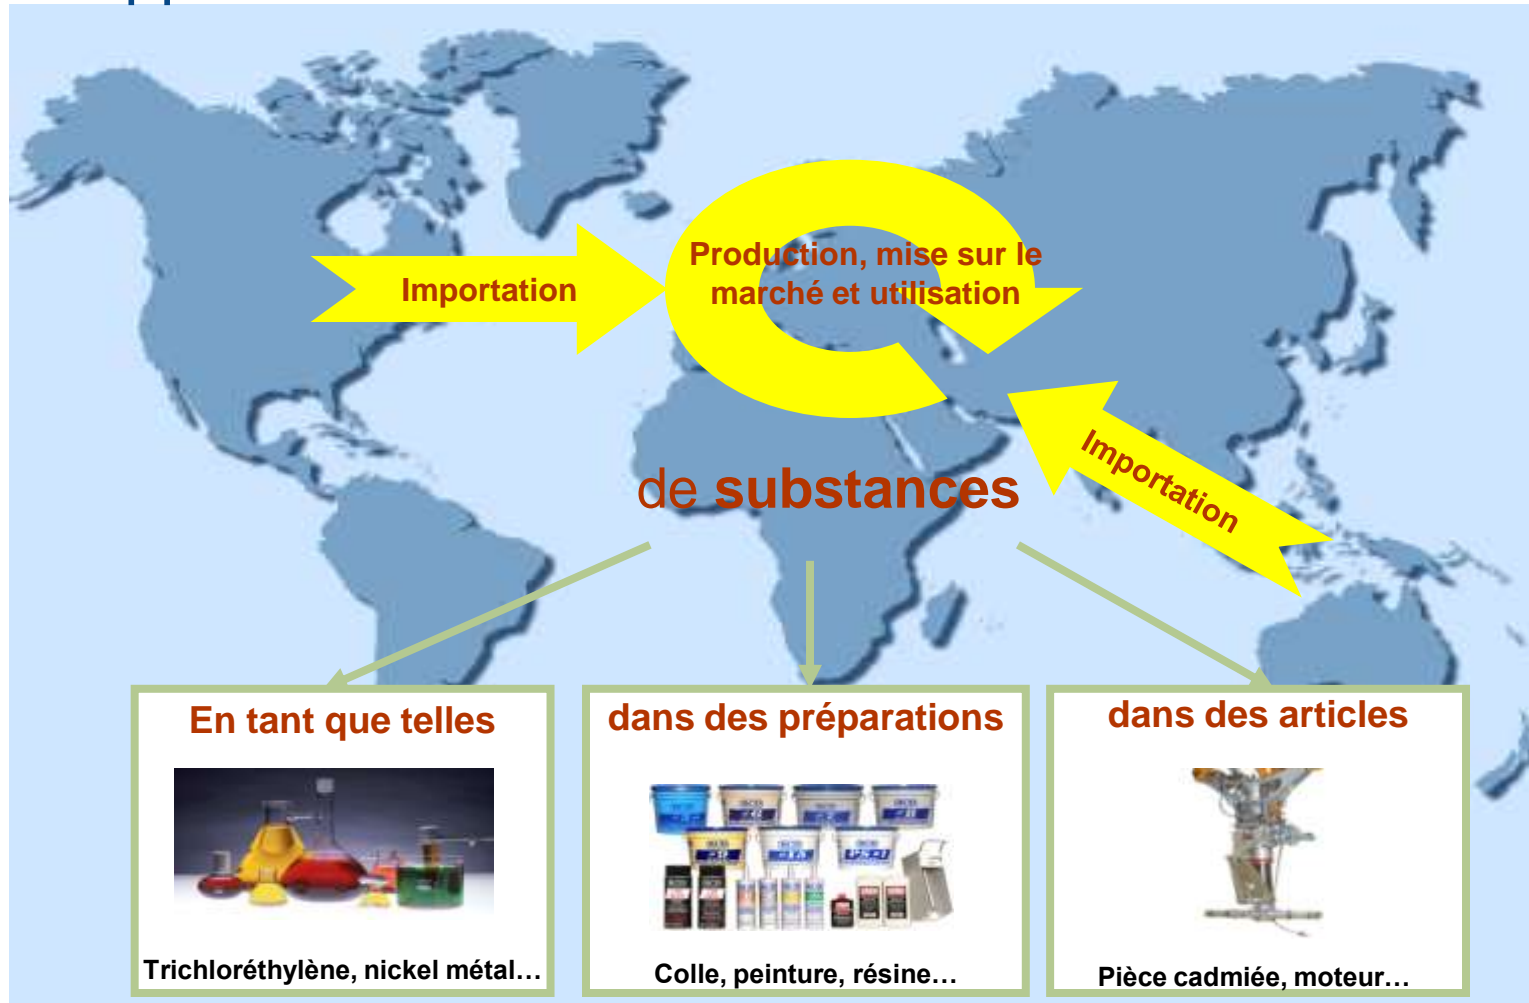 Production, mise sur le
marché et utilisation
Importation
Importation
de substances
En tant que telles
dans des préparations
dans des articles
Trichloréthylène, nickel métal…
Colle, peinture, résine…
Pièce cadmiée, moteur…